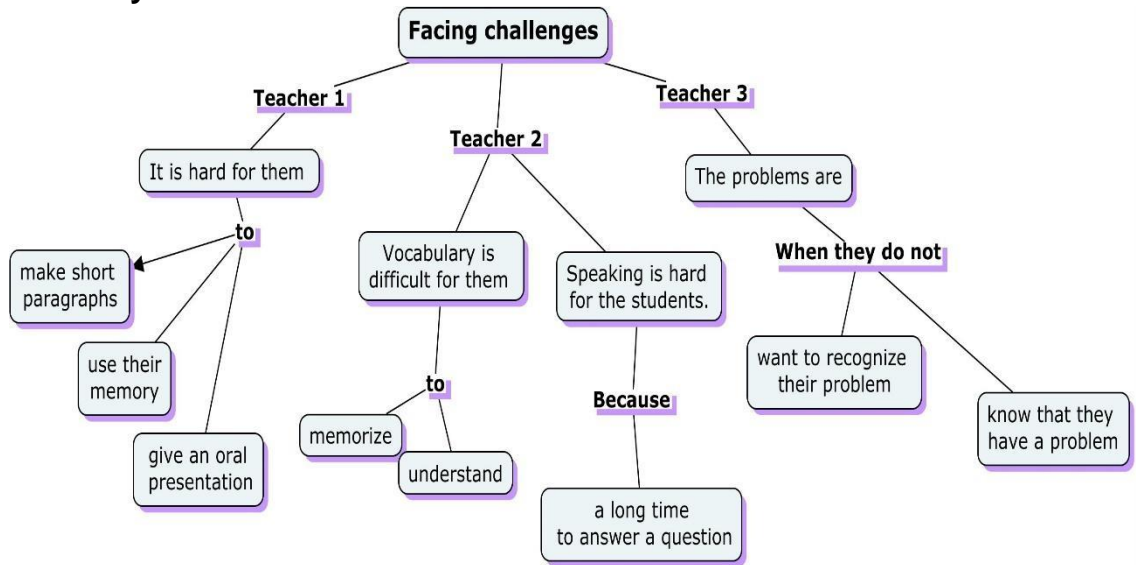 Facing challenges
Teacher 1
Teacher 2
Teacher 3
It is hard for them
to
make short
paragraphs
use their
memory
give an oral
presentation
Vocabulary is
difficult for them
to
memorize
understand
Speaking is hard
for the students.
Because
a long time
to answer a question
The problems are
When they do not
want to recognize
their problem
know that they
have a problem